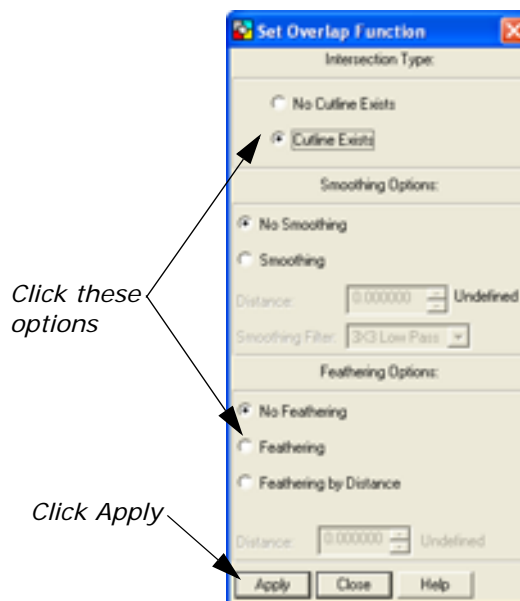 Set Overlap Function
Intersection Type:
No Cutline Exists
Cutline Exists
Smoothing Options:
No Smoothing
Smoothing
Click these
options
Distance: 0.000000 Undefined
Smoothing Filter: 3X3 Low Pass
Feathering Options:
No Feathering
Feathering
Feathering by Distance
Click Apply
Distance: 0.000000 Undefined
Apply Close Help